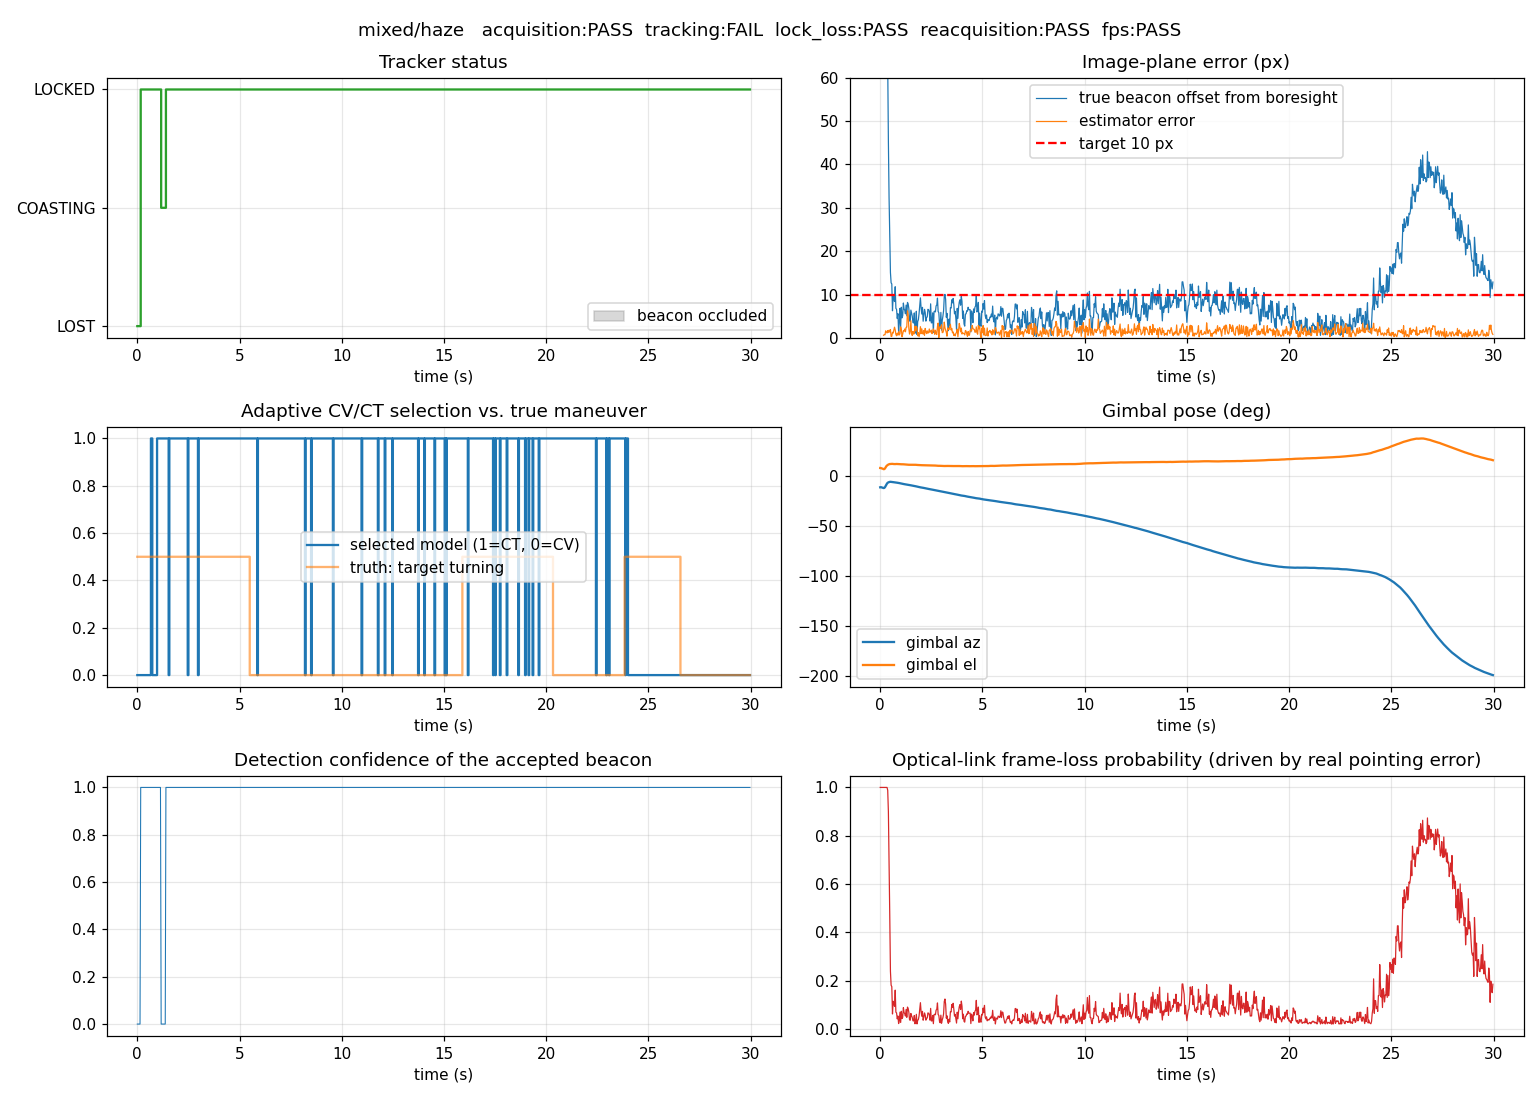 mixed/haze   acquisition:PASS  tracking:FAIL  lock_loss:PASS  reacquisition:PASS  fps:PASS
Tracker status
LOCKED
COASTING
LOST
beacon occluded
0 5 10 15 20 25 30
time (s)
Image-plane error (px)
60
50
40
30
20
10
0
true beacon offset from boresight
estimator error
target 10 px
0 5 10 15 20 25 30
time (s)
Adaptive CV/CT selection vs. true maneuver
1.0
0.8
0.6
0.4
0.2
0.0
selected model (1=CT, 0=CV)
truth: target turning
0 5 10 15 20 25 30
time (s)
Gimbal pose (deg)
0
−50
−100
−150
−200
gimbal az
gimbal el
0 5 10 15 20 25 30
time (s)
Detection confidence of the accepted beacon
1.0
0.8
0.6
0.4
0.2
0.0
0 5 10 15 20 25 30
time (s)
Optical-link frame-loss probability (driven by real pointing error)
1.0
0.8
0.6
0.4
0.2
0.0
0 5 10 15 20 25 30
time (s)